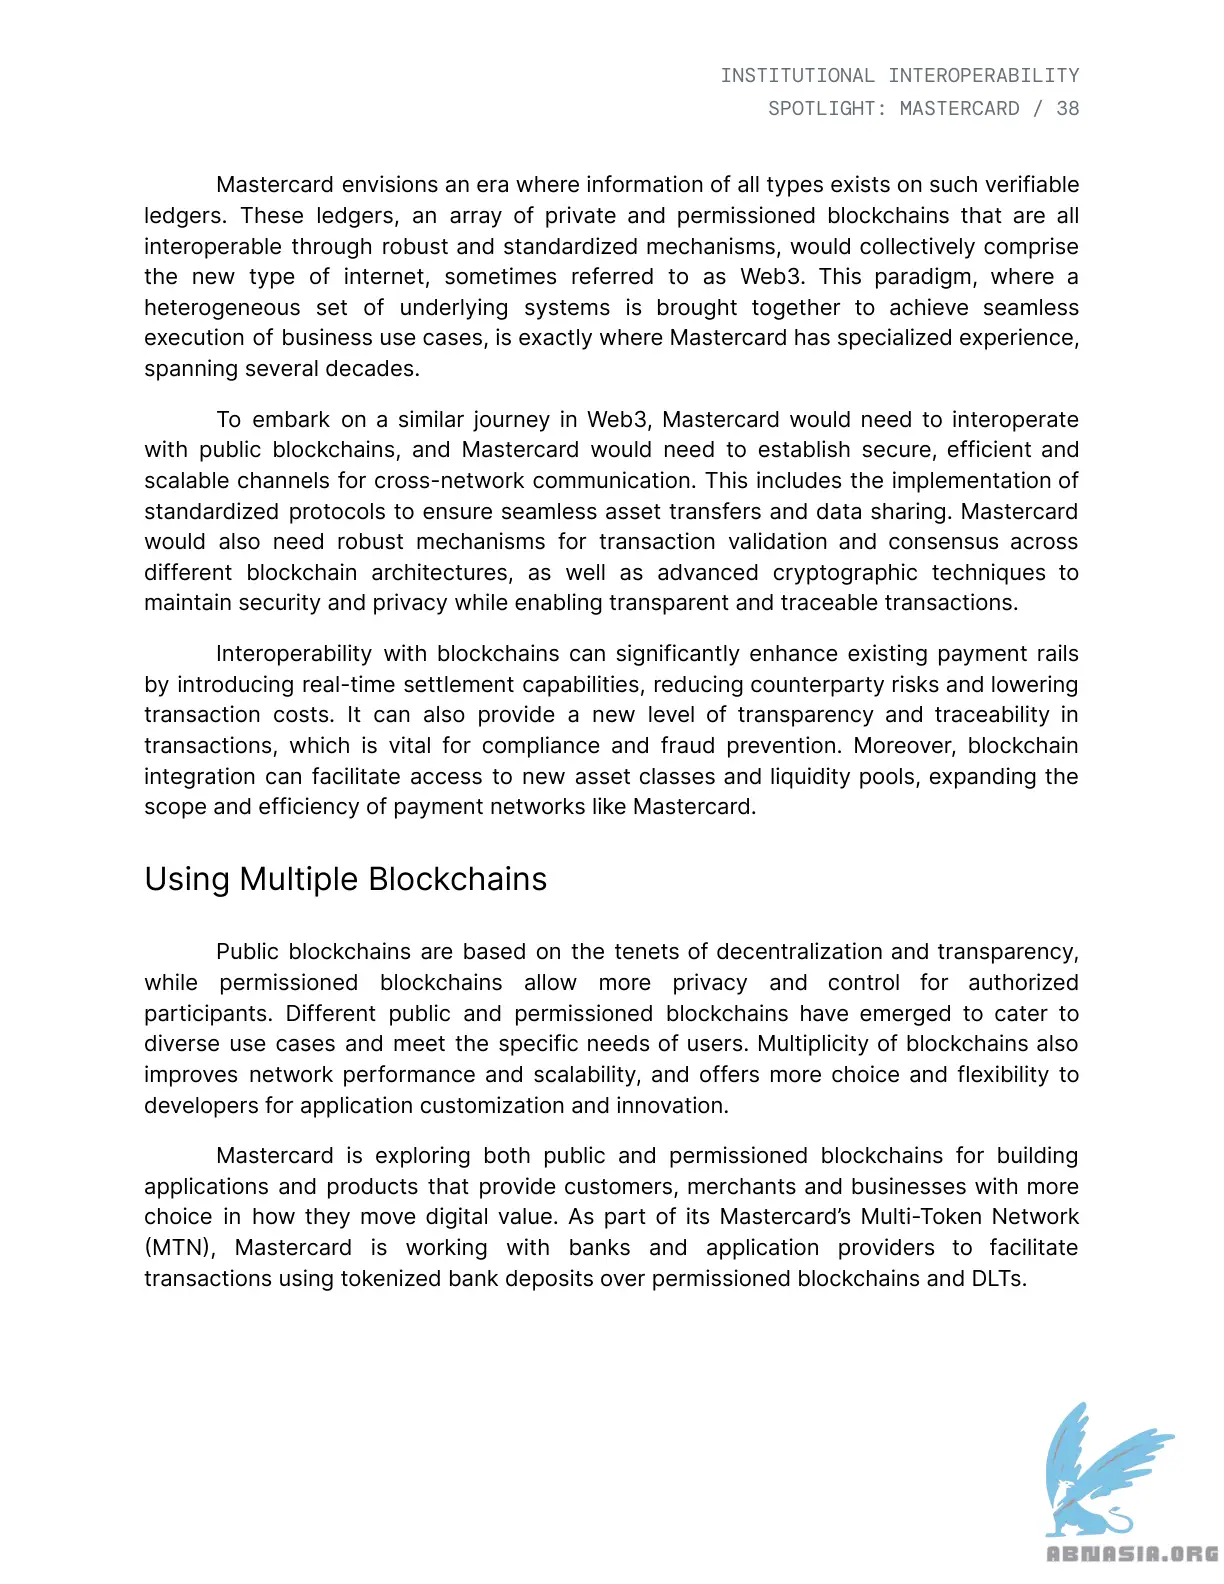 INSTITUTIONAL INTEROPERABILITY
SPOTLIGHT: MASTERCARD / 38
Mastercard envisions an era where information of all types exists on such verifiable
ledgers. These ledgers, an array of private and permissioned blockchains that are all
interoperable through robust and standardized mechanisms, would collectively comprise
the new type of internet, sometimes referred to as Web3. This paradigm, where a
heterogeneous set of underlying systems is brought together to achieve seamless
execution of business use cases, is exactly where Mastercard has specialized experience,
spanning several decades.
To embark on a similar journey in Web3, Mastercard would need to interoperate
with public blockchains, and Mastercard would need to establish secure, efficient and
scalable channels for cross-network communication. This includes the implementation of
standardized protocols to ensure seamless asset transfers and data sharing. Mastercard
would also need robust mechanisms for transaction validation and consensus across
different blockchain architectures, as well as advanced cryptographic techniques to
maintain security and privacy while enabling transparent and traceable transactions.
Interoperability with blockchains can significantly enhance existing payment rails
by introducing real-time settlement capabilities, reducing counterparty risks and lowering
transaction costs. It can also provide a new level of transparency and traceability in
transactions, which is vital for compliance and fraud prevention. Moreover, blockchain
integration can facilitate access to new asset classes and liquidity pools, expanding the
scope and efficiency of payment networks like Mastercard.
Using Multiple Blockchains
Public blockchains are based on the tenets of decentralization and transparency,
while permissioned blockchains allow more privacy and control for authorized
participants. Different public and permissioned blockchains have emerged to cater to
diverse use cases and meet the specific needs of users. Multiplicity of blockchains also
improves network performance and scalability, and offers more choice and flexibility to
developers for application customization and innovation.
Mastercard is exploring both public and permissioned blockchains for building
applications and products that provide customers, merchants and businesses with more
choice in how they move digital value. As part of its Mastercard’s Multi-Token Network
(MTN), Mastercard is working with banks and application providers to facilitate
transactions using tokenized bank deposits over permissioned blockchains and DLTs.
ABNASIA.ORG